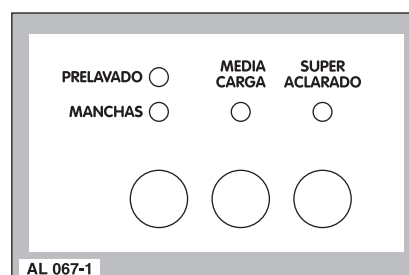 PRELAVADO
MANCHAS
MEDIA
CARGA
SUPER
ACLARADO
AL 067-1